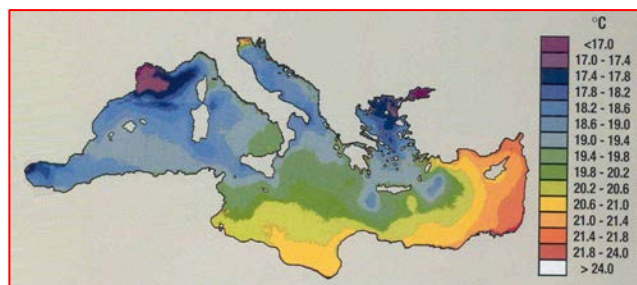 °C
<17.0
17.0 - 17.4
17.4 - 17.8
17.8 - 18.2
18.2 - 18.6
18.6 - 19.0
19.0 - 19.4
19.4 - 19.8
19.8 - 20.2
20.2 - 20.6
20.6 - 21.0
21.0 - 21.4
21.4 - 21.8
21.8 - 24.0
> 24.0